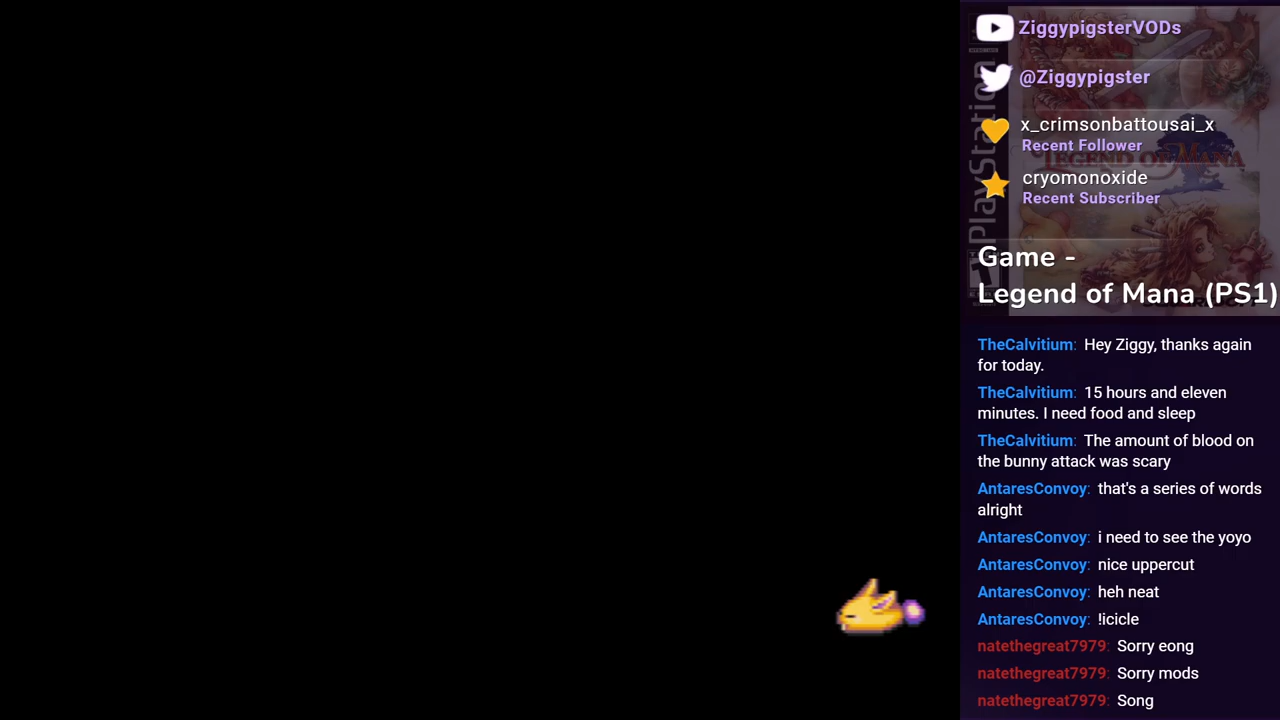 ZiggypigsterVODs
@Ziggypigster
x_crimsonbattousai_x
Recent Follower
cryomonoxide
Recent Subscriber
PlayStation
LEGEND OF MANA
Game -
Legend of Mana (PS1)
TheCalvitium: Hey Ziggy, thanks again
for today.
TheCalvitium: 15 hours and eleven
minutes. I need food and sleep
TheCalvitium: The amount of blood on
the bunny attack was scary
AntaresConvoy: that's a series of words
alright
AntaresConvoy: i need to see the yoyo
AntaresConvoy: nice uppercut
AntaresConvoy: heh neat
AntaresConvoy: !icicle
natethegreat7979: Sorry eong
natethegreat7979: Sorry mods
natethegreat7979: Song